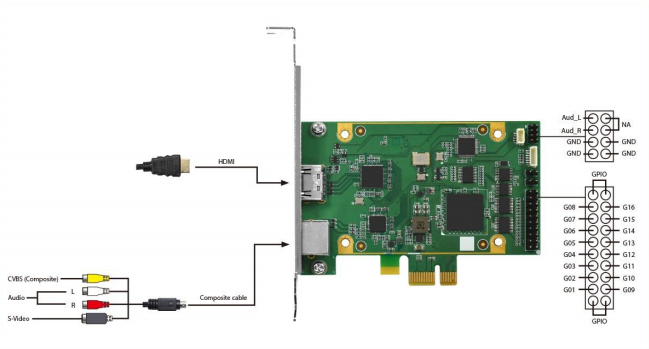 HDMI
CVBS (Composite)
Audio
L
R
S-Video
Composite cable
Aud_L
NA
Aud_R
GND GND
GND GND
GPIO
G08 G16
G07 G15
G06 G14
G05 G13
G04 G12
G03 G11
G02 G10
G01 G09
GPIO